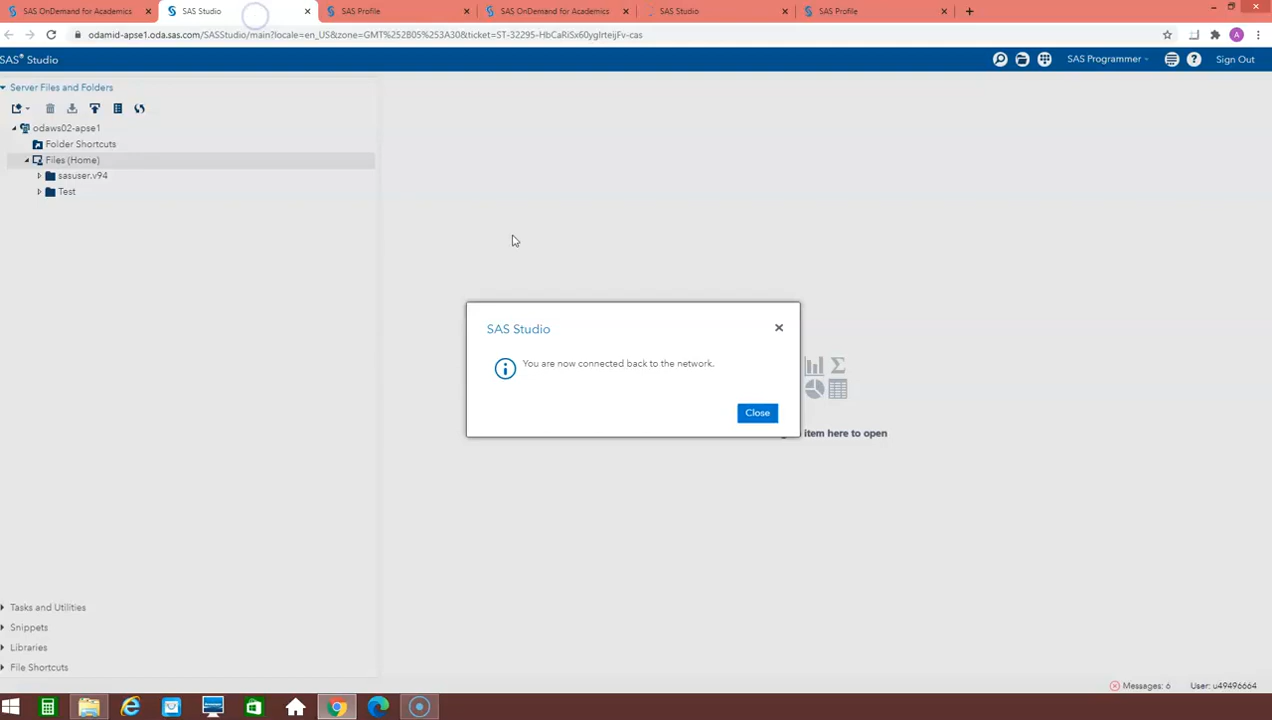 SAS OnDemand for Academics
SAS Studio
SAS Profile
SAS OnDemand for Academics
SAS Studio
SAS Profile
odamid-apse1.oda.sas.com/SASStudio/main?locale=en_US&zone=GMT%252B05%253A30&ticket=ST-32295-HbCaRiSx60yglrteijFv-cas
A
SAS® Studio
SAS Programmer
Sign Out
Server Files and Folders
odaws02-apse1
Folder Shortcuts
Files (Home)
sasuser.v94
Test
SAS Studio
You are now connected back to the network.
Close
item here to open
Tasks and Utilities
Snippets
Libraries
File Shortcuts
Messages: 6
User: u49496664